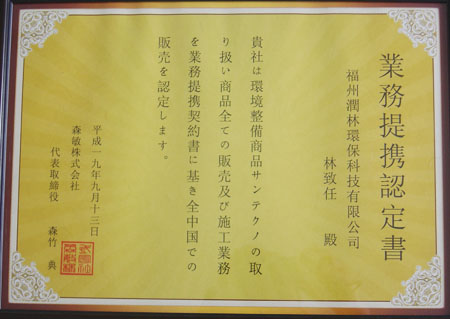 業務提携認定書
福州潤林環保科技有限公司
林致任 殿
貴社は環境整備商品サンテクノの取
り扱い商品全ての販売及び施工業務
を業務提携契約書に基き全中国での
販売を認定します。
平成一九年九月十三日
森敏株式会社
代表取締役 森竹 典